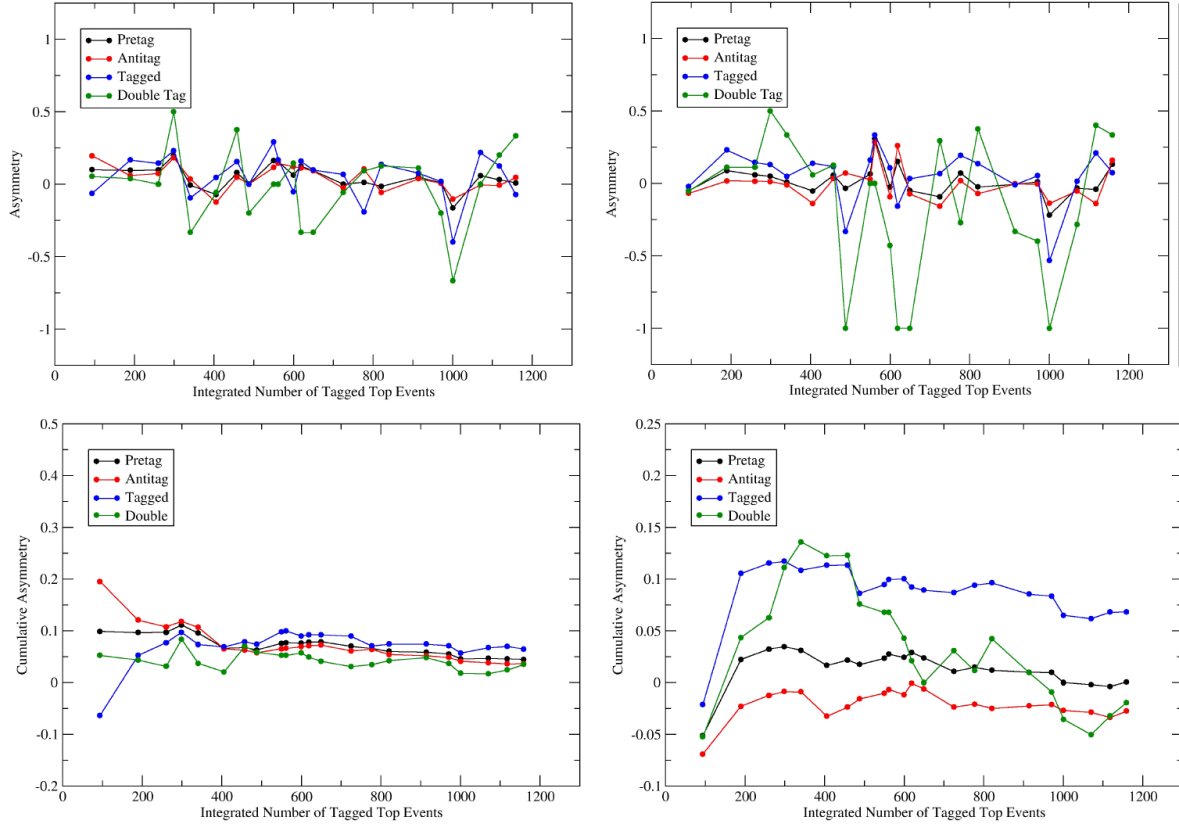 1
0.5
0
-0.5
-1
Asymmetry
Pretag
Antitag
Tagged
Double Tag
0 200 400 600 800 1000 1200
Integrated Number of Tagged Top Events
1
0.5
0
-0.5
-1
Asymmetry
Pretag
Antitag
Tagged
Double Tag
0 200 400 600 800 1000 1200
Integrated Number of Tagged Top Events
0.5
0.4
0.3
0.2
0.1
0
-0.1
-0.2
Cumulative Asymmetry
Pretag
Antitag
Tagged
Double
0 200 400 600 800 1000 1200
Integrated Number of Tagged Top Events
0.25
0.2
0.15
0.1
0.05
0
-0.05
-0.1
Cumulative Asymmetry
Pretag
Antitag
Tagged
Double
0 200 400 600 800 1000 1200
Integrated Number of Tagged Top Events